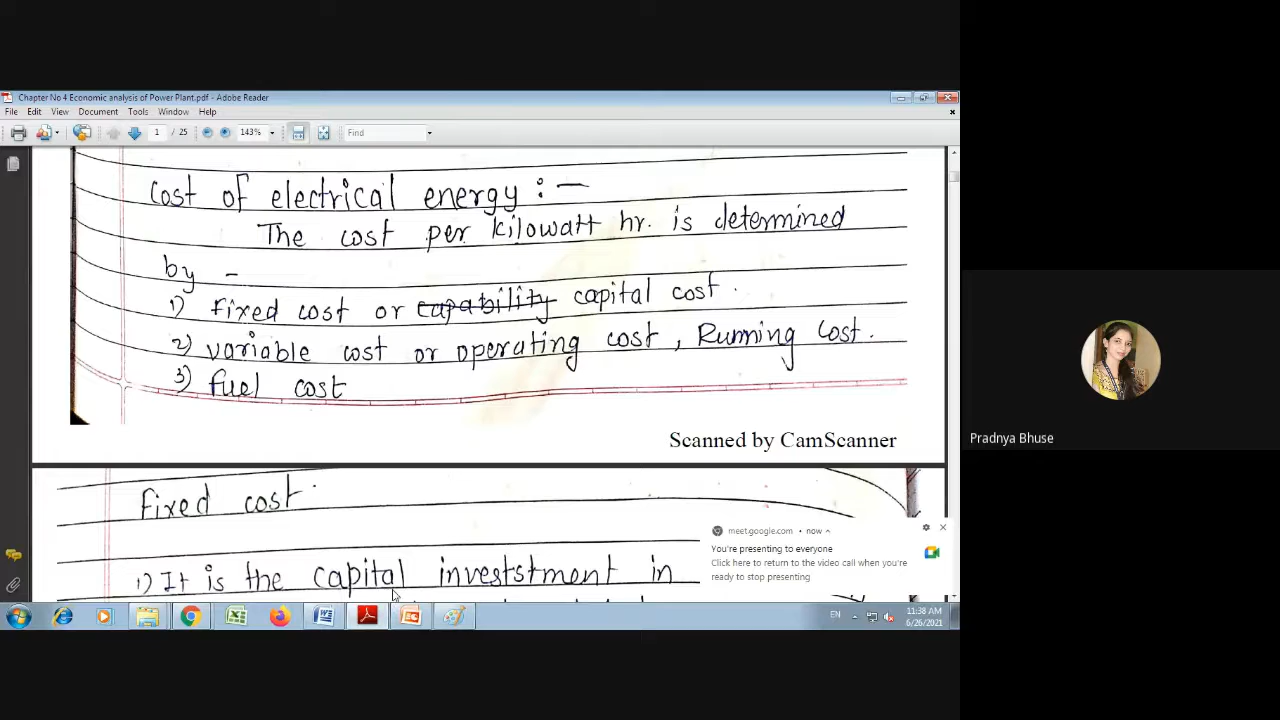 Chapter No 4 Economic analysis of Power Plant.pdf - Adobe Reader
File Edit View Document Tools Window Help
1 / 25 143% Find
Cost of electrical energy : —
The cost per kilowatt hr. is determined
by -
1) fixed cost or capability capital cost.
2) variable cost or operating cost, Running Cost.
3) fuel cost
Scanned by CamScanner
fixed cost.
1) It is the capital investstment in
meet.google.com • now
You're presenting to everyone
Click here to return to the video call when you're
ready to stop presenting
Pradnya Bhuse
EN
11:38 AM
6/26/2021